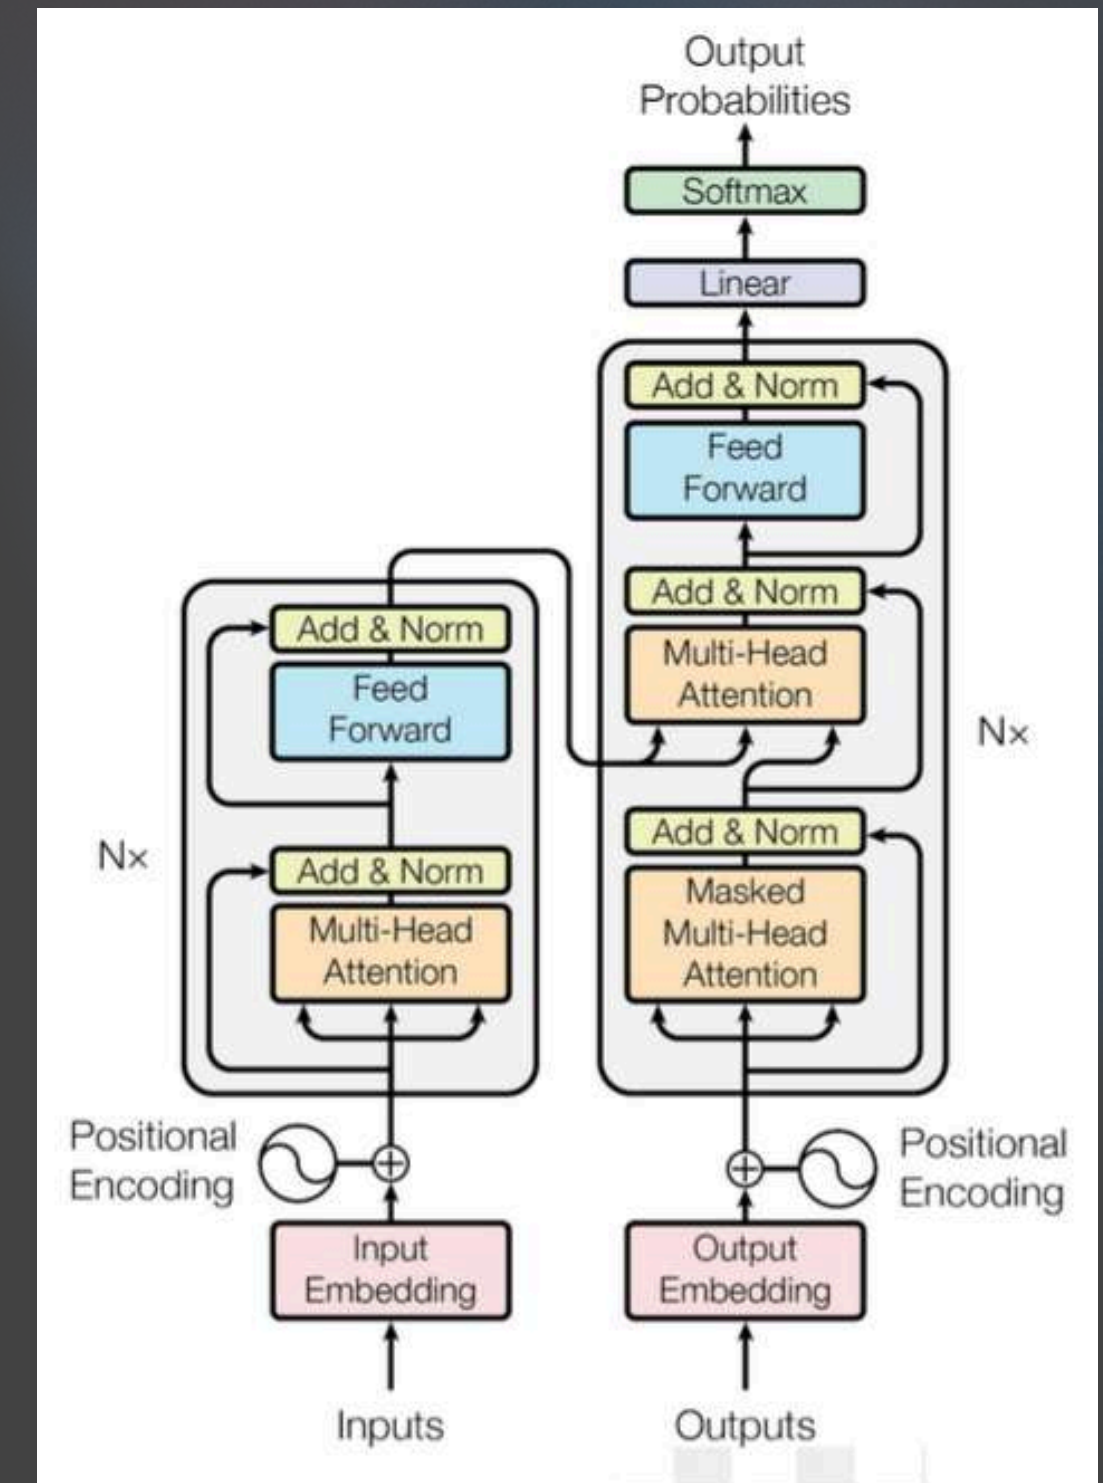 Output
Probabilities
Softmax
Linear
Add & Norm
Feed
Forward
Add & Norm
Multi-Head
Attention
Nx
Add & Norm
Masked
Multi-Head
Attention
Add & Norm
Feed
Forward
Nx
Add & Norm
Multi-Head
Attention
Positional
Encoding
Positional
Encoding
Input
Embedding
Output
Embedding
Inputs
Outputs